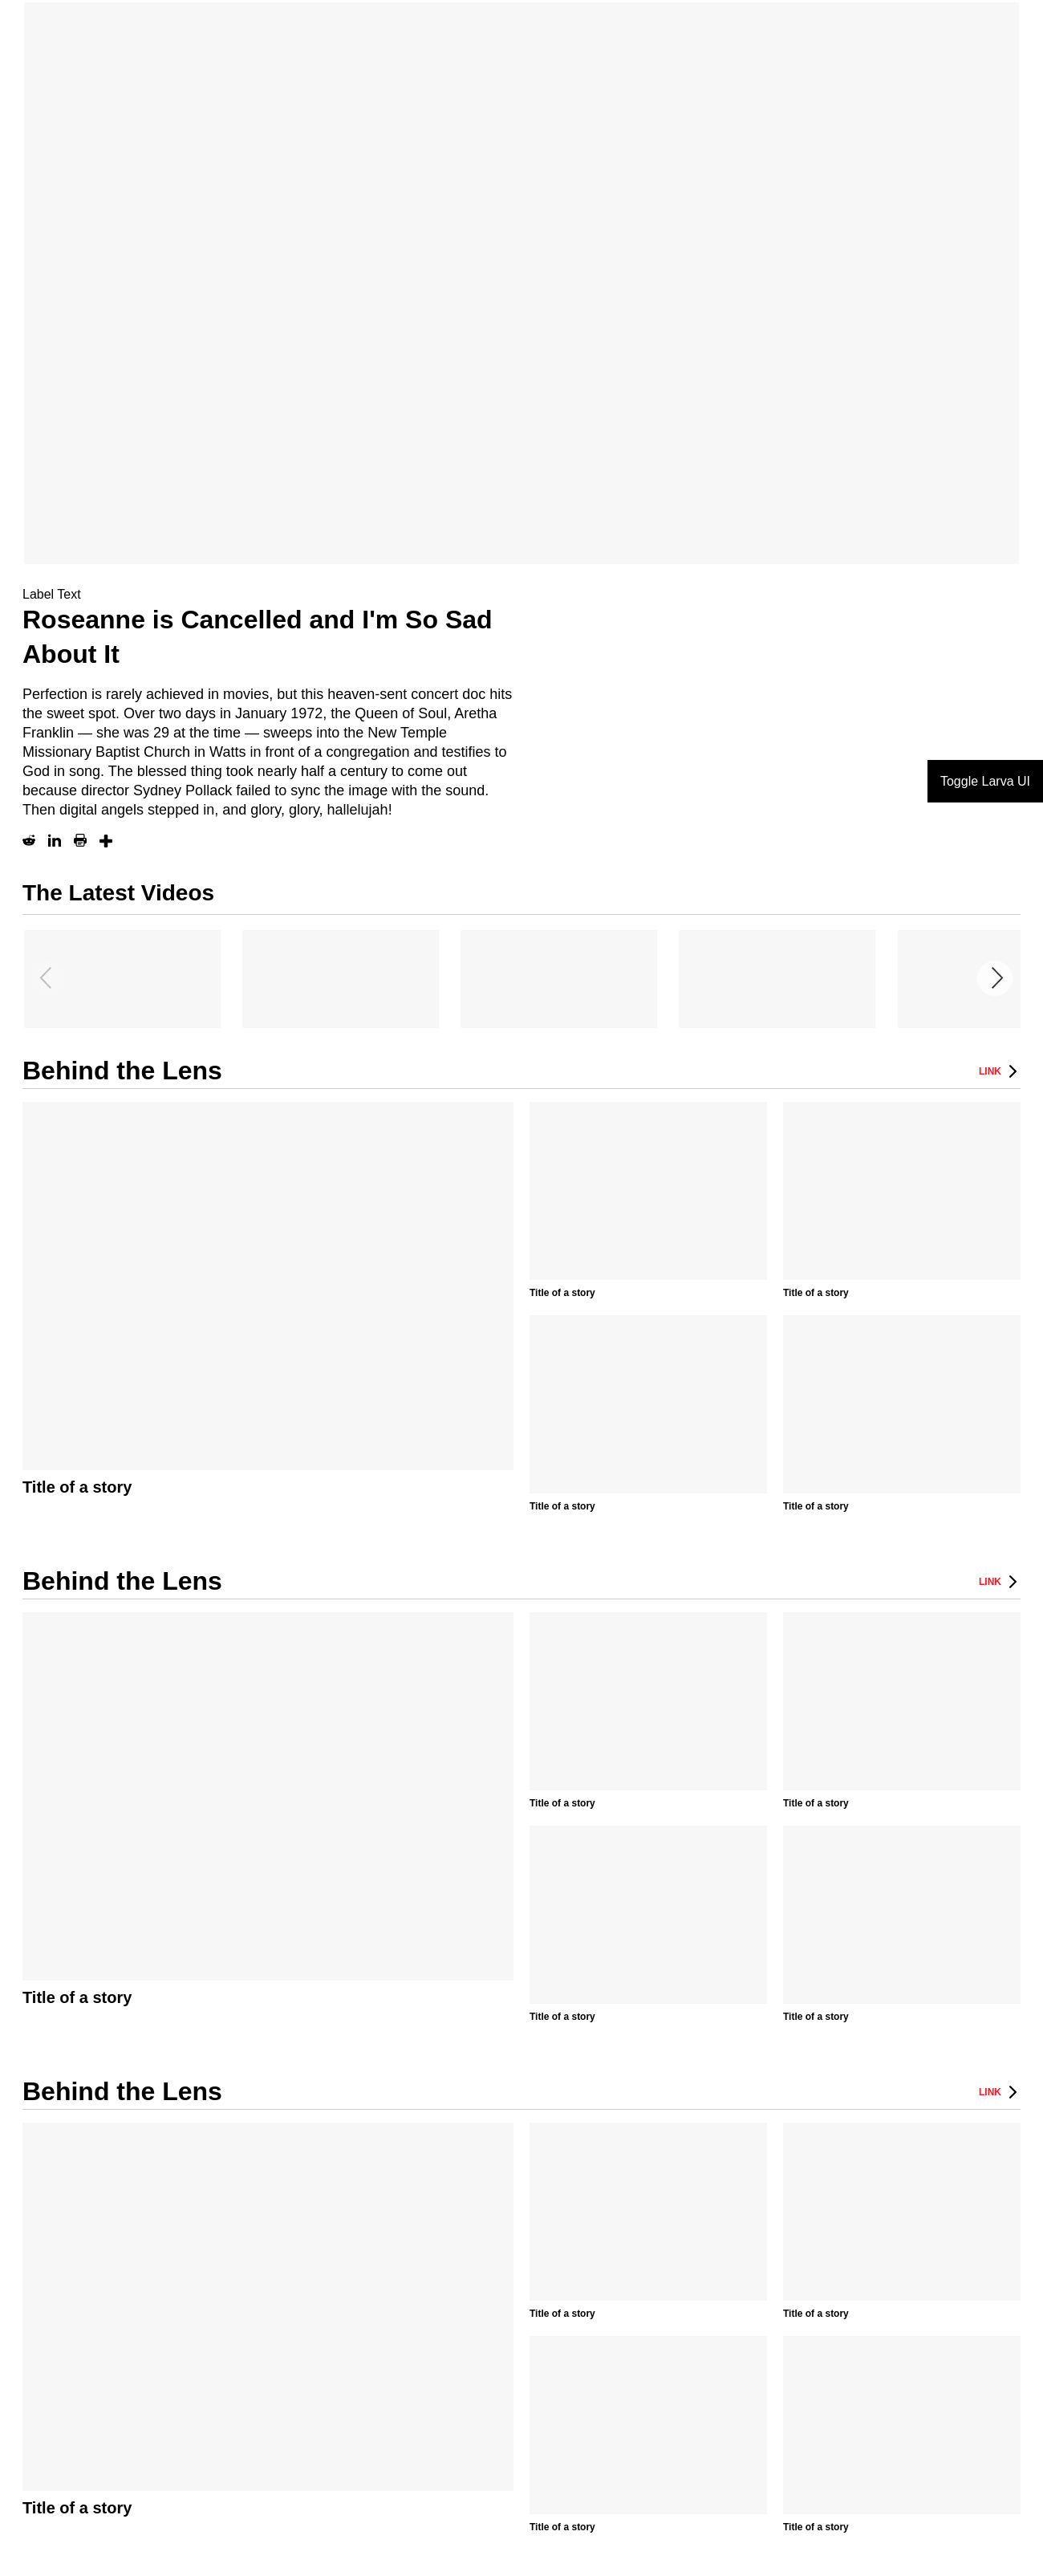 Label Text
Roseanne is Cancelled and I'm So Sad
About It
Perfection is rarely achieved in movies, but this heaven-sent concert doc hits
the sweet spot. Over two days in January 1972, the Queen of Soul, Aretha
Franklin — she was 29 at the time — sweeps into the New Temple
Missionary Baptist Church in Watts in front of a congregation and testifies to
God in song. The blessed thing took nearly half a century to come out
because director Sydney Pollack failed to sync the image with the sound.
Then digital angels stepped in, and glory, glory, hallelujah!
Toggle Larva UI
The Latest Videos
Behind the Lens
LINK
Title of a story
Title of a story
Title of a story
Title of a story
Title of a story
Behind the Lens
LINK
Title of a story
Title of a story
Title of a story
Title of a story
Title of a story
Behind the Lens
LINK
Title of a story
Title of a story
Title of a story
Title of a story
Title of a story